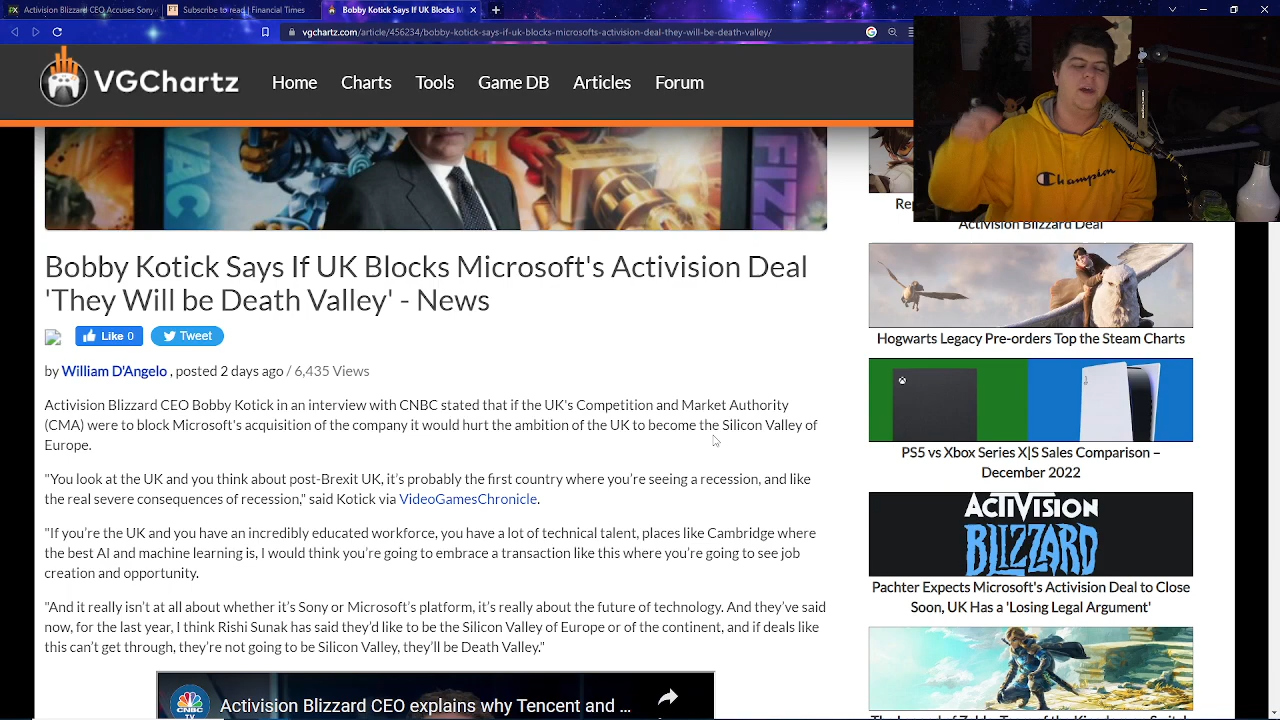 Activision Blizzard CEO Accuses Sony
Subscribe to read | Financial Times
Bobby Kotick Says If UK Blocks M
vgchartz.com/article/456234/bobby-kotick-says-if-uk-blocks-microsofts-activision-deal-they-will-be-death-valley/
VGChartz
Home
Charts
Tools
Game DB
Articles
Forum
Champion
Activision Blizzard Deal
Bobby Kotick Says If UK Blocks Microsoft's Activision Deal
'They Will be Death Valley' - News
Like 0
Tweet
by William D'Angelo , posted 2 days ago / 6,435 Views
Activision Blizzard CEO Bobby Kotick in an interview with CNBC stated that if the UK's Competition and Market Authority
(CMA) were to block Microsoft's acquisition of the company it would hurt the ambition of the UK to become the Silicon Valley of
Europe.
"You look at the UK and you think about post-Brexit UK, it's probably the first country where you're seeing a recession, and like
the real severe consequences of recession," said Kotick via VideoGamesChronicle.
"If you're the UK and you have an incredibly educated workforce, you have a lot of technical talent, places like Cambridge where
the best AI and machine learning is, I would think you're going to embrace a transaction like this where you're going to see job
creation and opportunity.
"And it really isn't at all about whether it's Sony or Microsoft's platform, it's really about the future of technology. And they've said
now, for the last year, I think Rishi Sunak has said they'd like to be the Silicon Valley of Europe or of the continent, and if deals like
this can't get through, they're not going to be Silicon Valley, they'll be Death Valley."
CNBC
TV
Activision Blizzard CEO explains why Tencent and ...
Hogwarts Legacy Pre-orders Top the Steam Charts
PS5 vs Xbox Series X|S Sales Comparison –
December 2022
ACTIVISION
BLIZZARD
Pachter Expects Microsoft's Activision Deal to Close
Soon, UK Has a 'Losing Legal Argument'